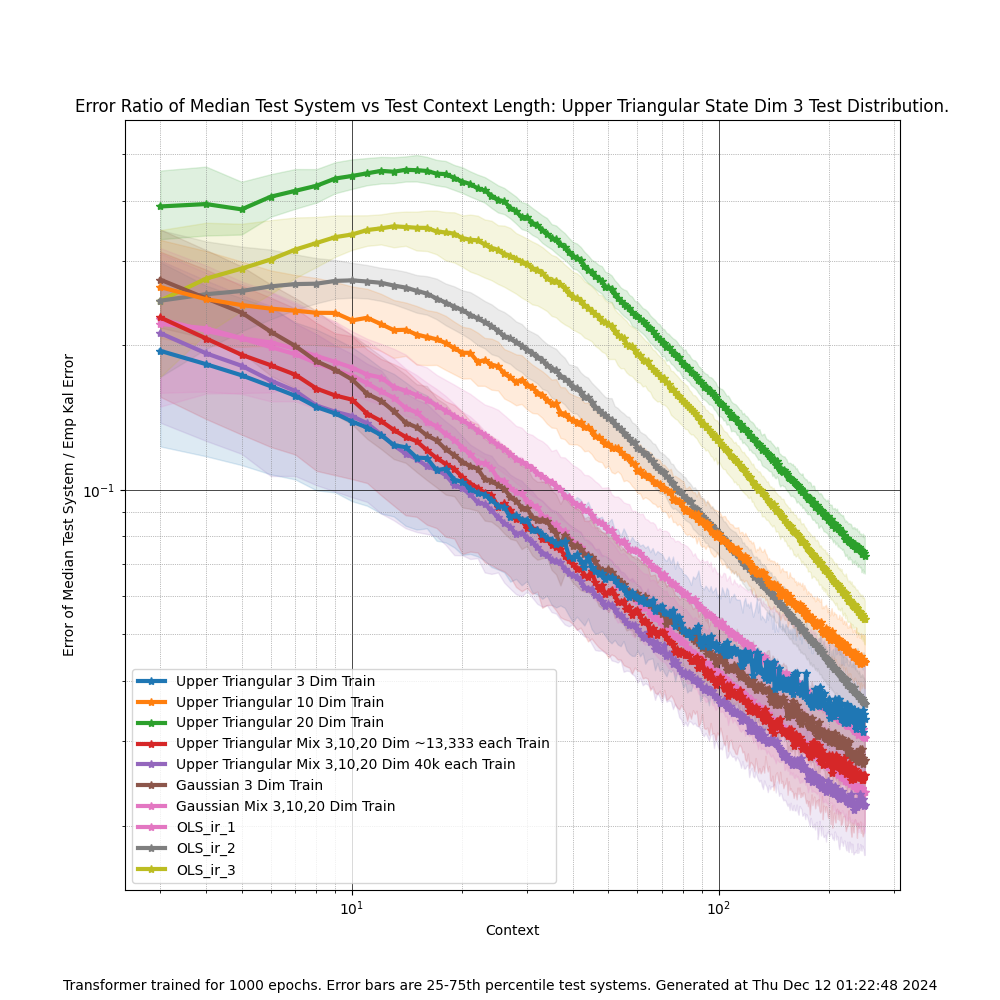 Error Ratio of Median Test System vs Test Context Length: Upper Triangular State Dim 3 Test Distribution.
Error of Median Test System / Emp Kal Error
10⁻¹
Upper Triangular 3 Dim Train
Upper Triangular 10 Dim Train
Upper Triangular 20 Dim Train
Upper Triangular Mix 3,10,20 Dim ~13,333 each Train
Upper Triangular Mix 3,10,20 Dim 40k each Train
Gaussian 3 Dim Train
Gaussian Mix 3,10,20 Dim Train
OLS_ir_1
OLS_ir_2
OLS_ir_3
10¹ 10²
Context
Transformer trained for 1000 epochs. Error bars are 25-75th percentile test systems. Generated at Thu Dec 12 01:22:48 2024